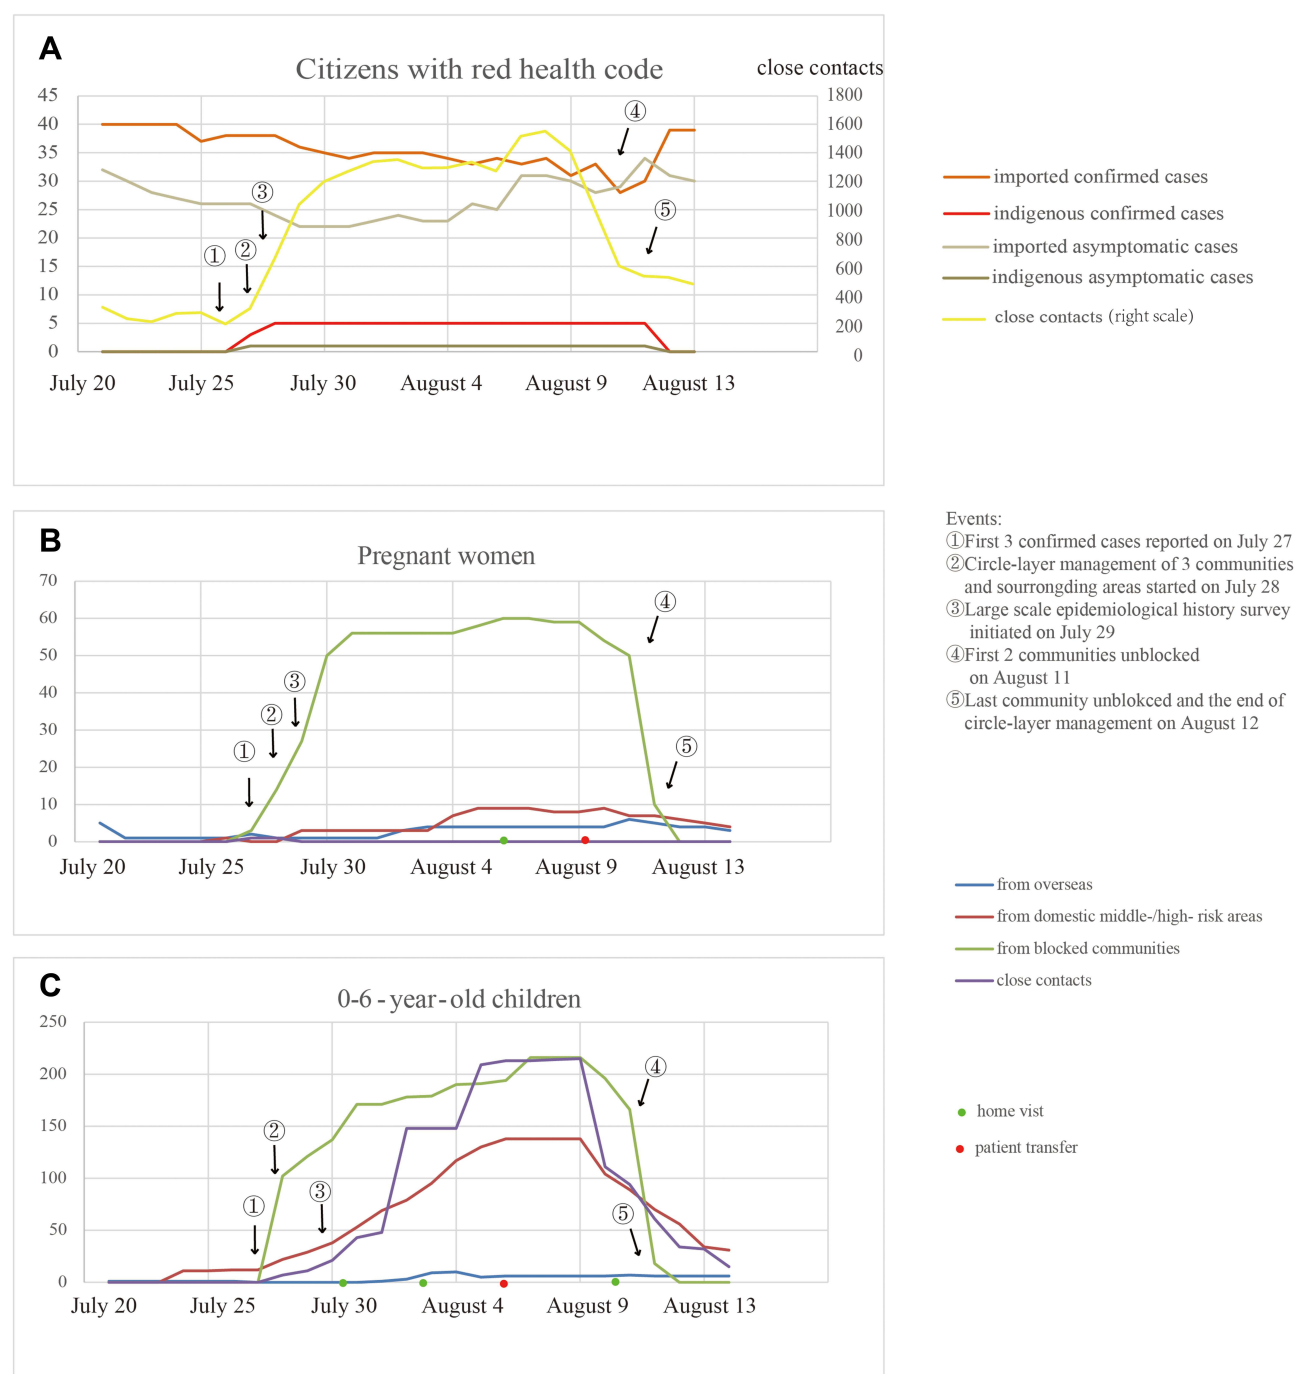 A
Citizens with red health code
close contacts
45
40
35
30
25
20
15
10
5
0
1800
1600
1400
1200
1000
800
600
400
200
0
①
②
③
④
⑤
July 20
July 25
July 30
August 4
August 9
August 13
imported confirmed cases
indigenous confirmed cases
imported asymptomatic cases
indigenous asymptomatic cases
close contacts (right scale)
B
Pregnant women
70
60
50
40
30
20
10
0
①
②
③
④
⑤
July 20
July 25
July 30
August 4
August 9
August 13
Events:
①First 3 confirmed cases reported on July 27
②Circle-layer management of 3 communities
and sourrongding areas started on July 28
③Large scale epidemiological history survey
initiated on July 29
④First 2 communities unblocked
on August 11
⑤Last community unblokced and the end of
circle-layer management on August 12
from overseas
from domestic middle-/high- risk areas
from blocked communities
close contacts
C
0-6-year-old children
250
200
150
100
50
0
①
②
③
④
⑤
July 20
July 25
July 30
August 4
August 9
August 13
home vist
patient transfer